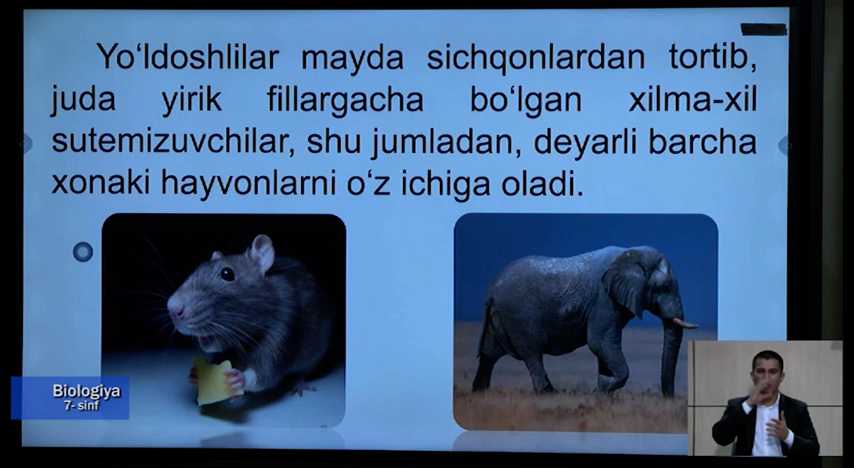 Yo‘ldoshlilar mayda sichqonlardan tortib,
juda yirik fillargacha bo‘lgan xilma-xil
sutemizuvchilar, shu jumladan, deyarli barcha
xonaki hayvonlarni o‘z ichiga oladi.
Biologiya
7- sinf